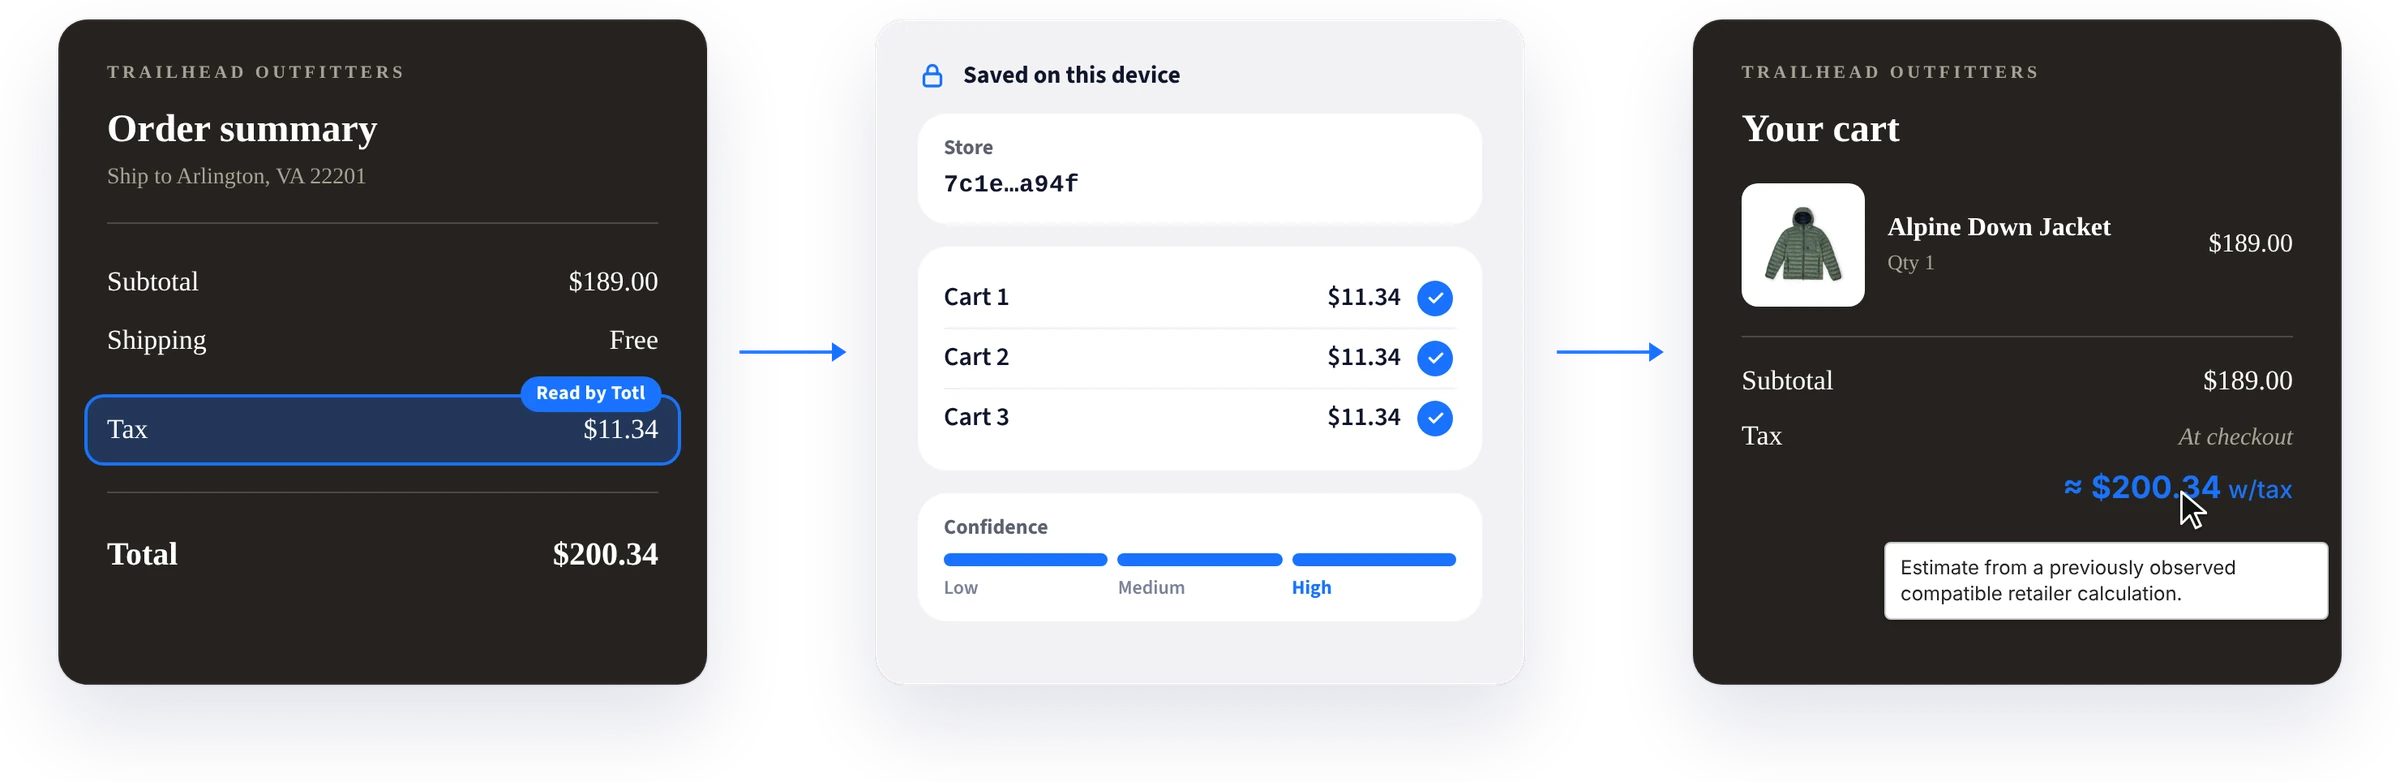 TRAILHEAD OUTFITTERS
Order summary
Ship to Arlington, VA 22201
Subtotal $189.00
Shipping Free
Read by Totl
Tax $11.34
Total $200.34
Saved on this device
Store
7c1e…a94f
Cart 1 $11.34
Cart 2 $11.34
Cart 3 $11.34
Confidence
Low Medium High
TRAILHEAD OUTFITTERS
Your cart
Alpine Down Jacket $189.00
Qty 1
Subtotal $189.00
Tax At checkout
≈ $200.34 w/tax
Estimate from a previously observed
compatible retailer calculation.